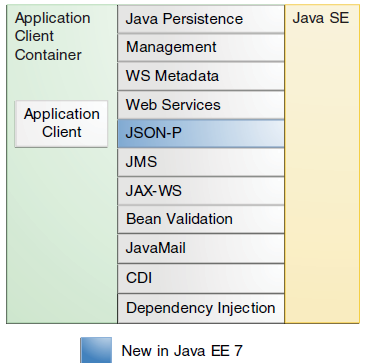 Application
Client
Container
Application
Client
Java Persistence
Management
WS Metadata
Web Services
JSON-P
JMS
JAX-WS
Bean Validation
JavaMail
CDI
Dependency Injection
Java SE
New in Java EE 7